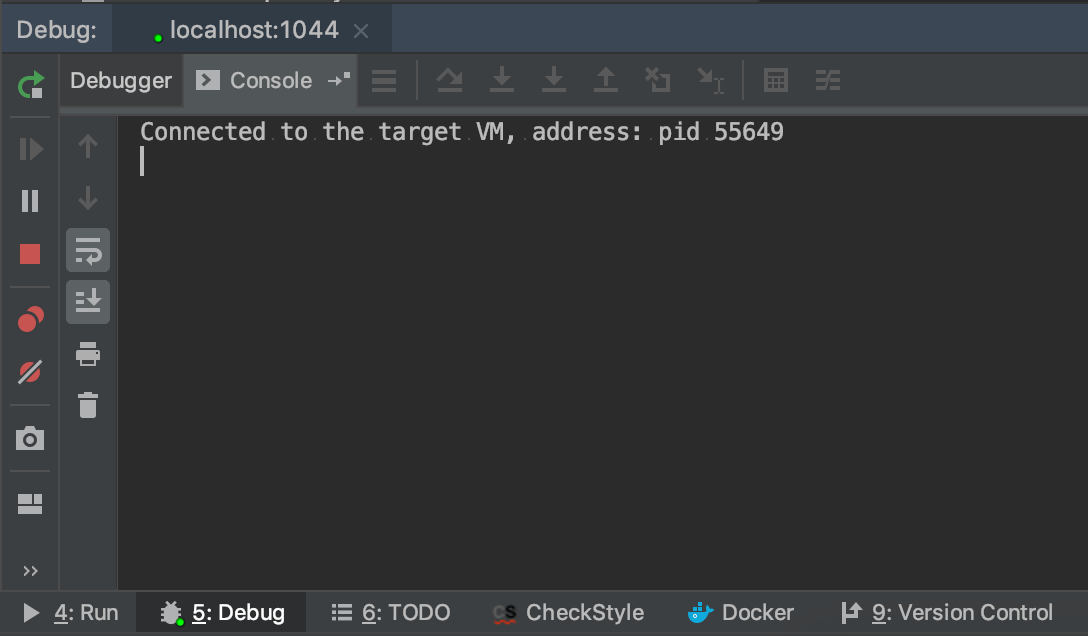 Debug: localhost:1044
Debugger Console
Connected to the target VM, address: pid 55649
4: Run 5: Debug 6: TODO CS CheckStyle Docker 9: Version Control